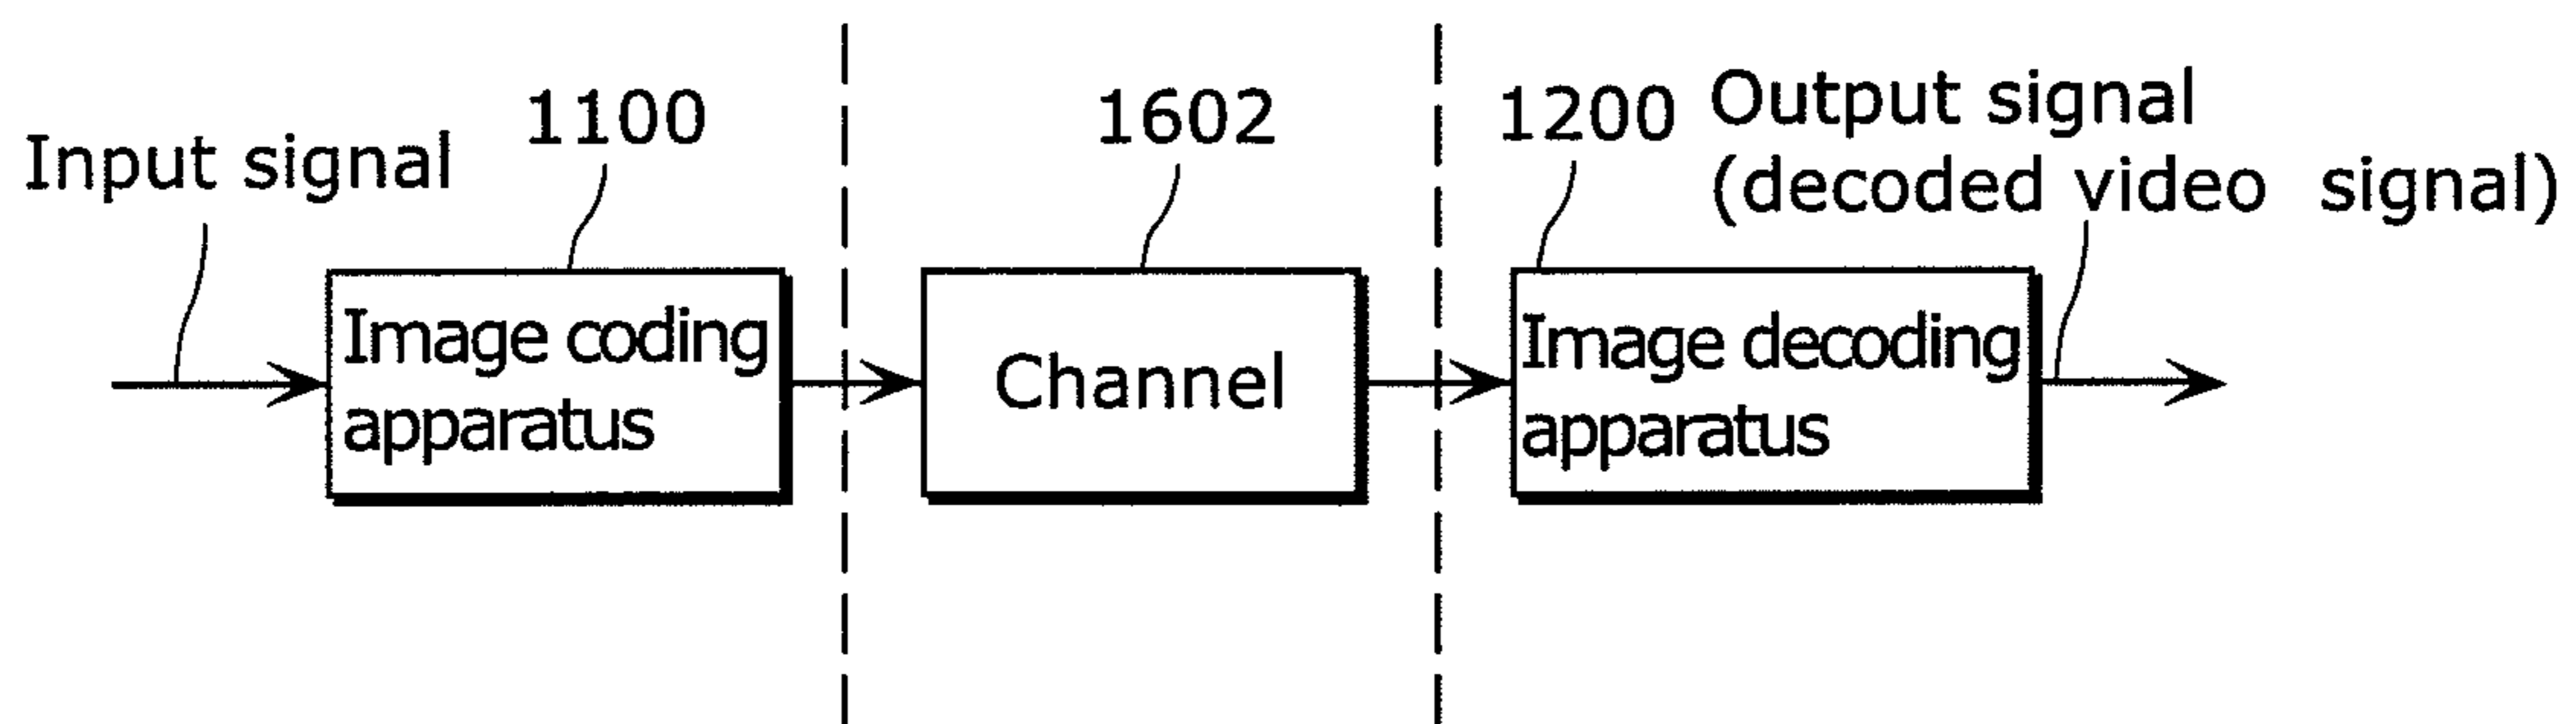 Input signal
1100
1602
1200
Output signal
(decoded video signal)
Image coding
apparatus
Channel
Image decoding
apparatus